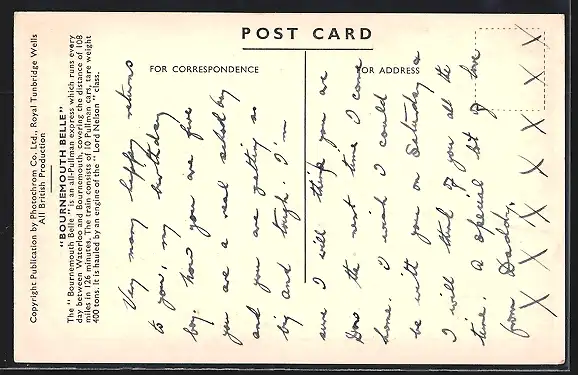 POST CARD
FOR CORRESPONDENCE
FOR ADDRESS
Copyright Publication by Photochrom Co. Ltd., Royal Tunbridge Wells
All British Production
"BOURNEMOUTH BELLE"
The "Bournemouth Belle" is an all-Pullman express which runs every
day between Waterloo and Bournemouth, covering the distance of 108
miles in 126 minutes. The train consists of 10 Pullman cars, tare weight
400 tons. It is hauled by an engine of the "Lord Nelson" class.
Very many happy returns
to you, my birthday
boy. Now you are five
you are a real school boy
and you are getting so
big and tough. I'm
sure I will think you are
the next time I come
home. I wish I could
be with you on Saturday &
I will think of you all the
time. A special lot of love
from Daddy.
X X X X X X X X